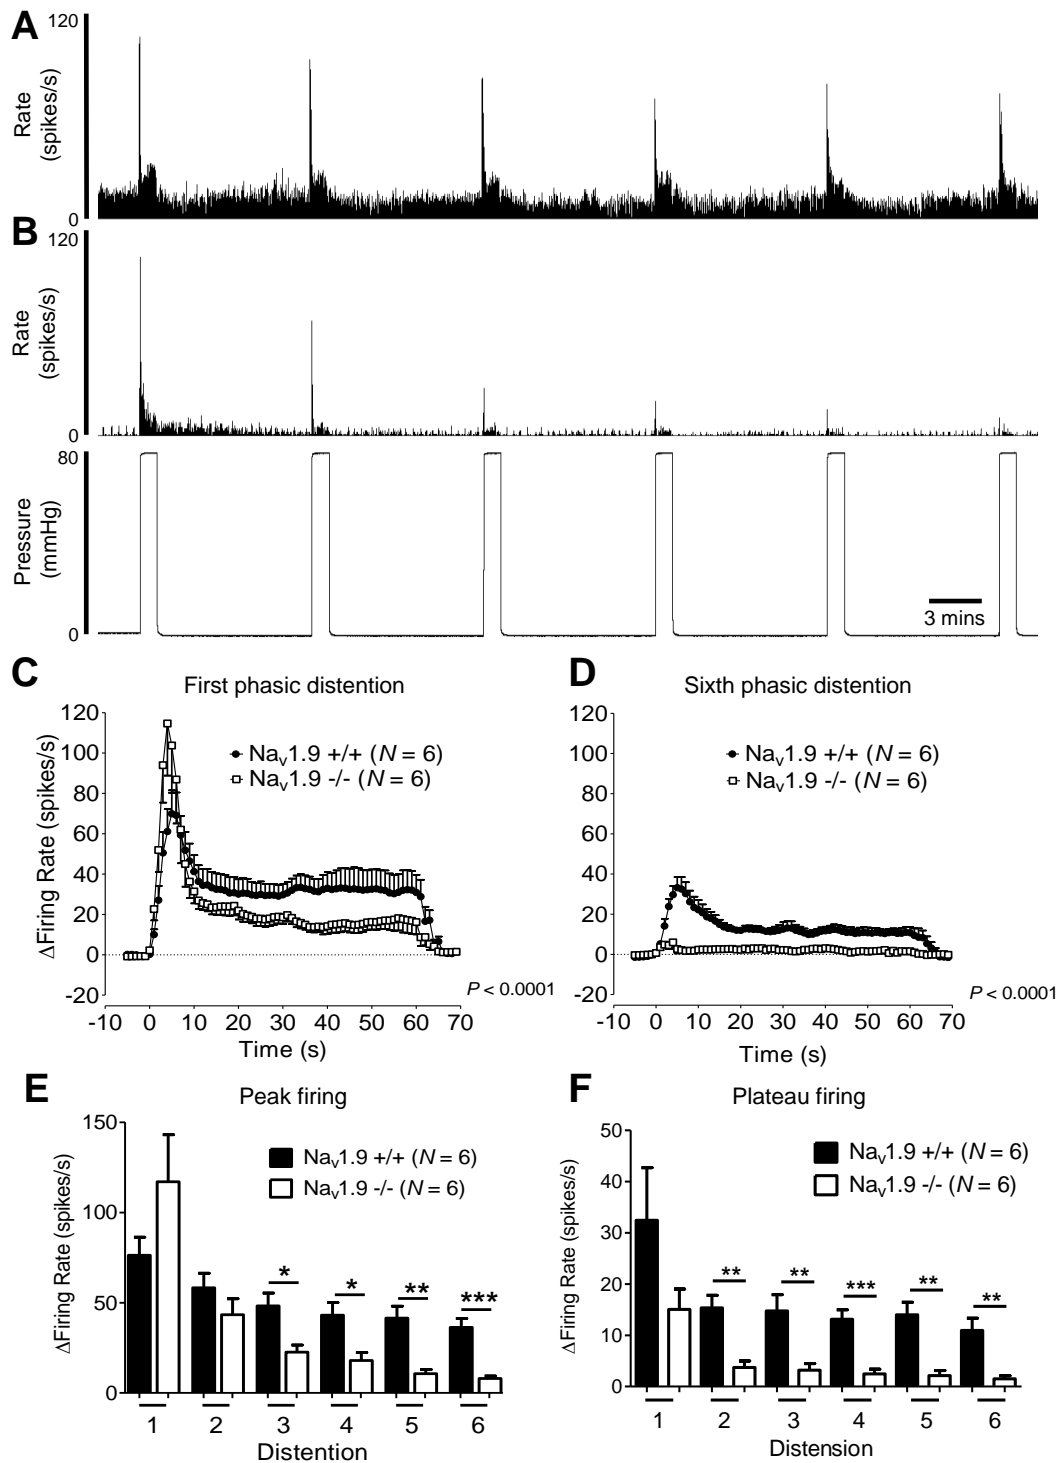 A
120
Rate
(spikes/s)
0
B
120
Rate
(spikes/s)
0
80
Pressure
(mmHg)
0
3 mins
C
First phasic distention
120
100
80
60
40
20
0
-20
ΔFiring Rate (spikes/s)
Nav1.9 +/+ (N = 6)
Nav1.9 -/- (N = 6)
P < 0.0001
-10 0 10 20 30 40 50 60 70
Time (s)
D
Sixth phasic distention
120
100
80
60
40
20
0
-20
Nav1.9 +/+ (N = 6)
Nav1.9 -/- (N = 6)
P < 0.0001
-10 0 10 20 30 40 50 60 70
Time (s)
E
Peak firing
150
100
50
0
ΔFiring Rate (spikes/s)
Nav1.9 +/+ (N = 6)
Nav1.9 -/- (N = 6)
* * ** ***
1 2 3 4 5 6
Distention
F
Plateau firing
50
40
30
20
10
0
ΔFiring Rate (spikes/s)
Nav1.9 +/+ (N = 6)
Nav1.9 -/- (N = 6)
** ** *** ** **
1 2 3 4 5 6
Distension